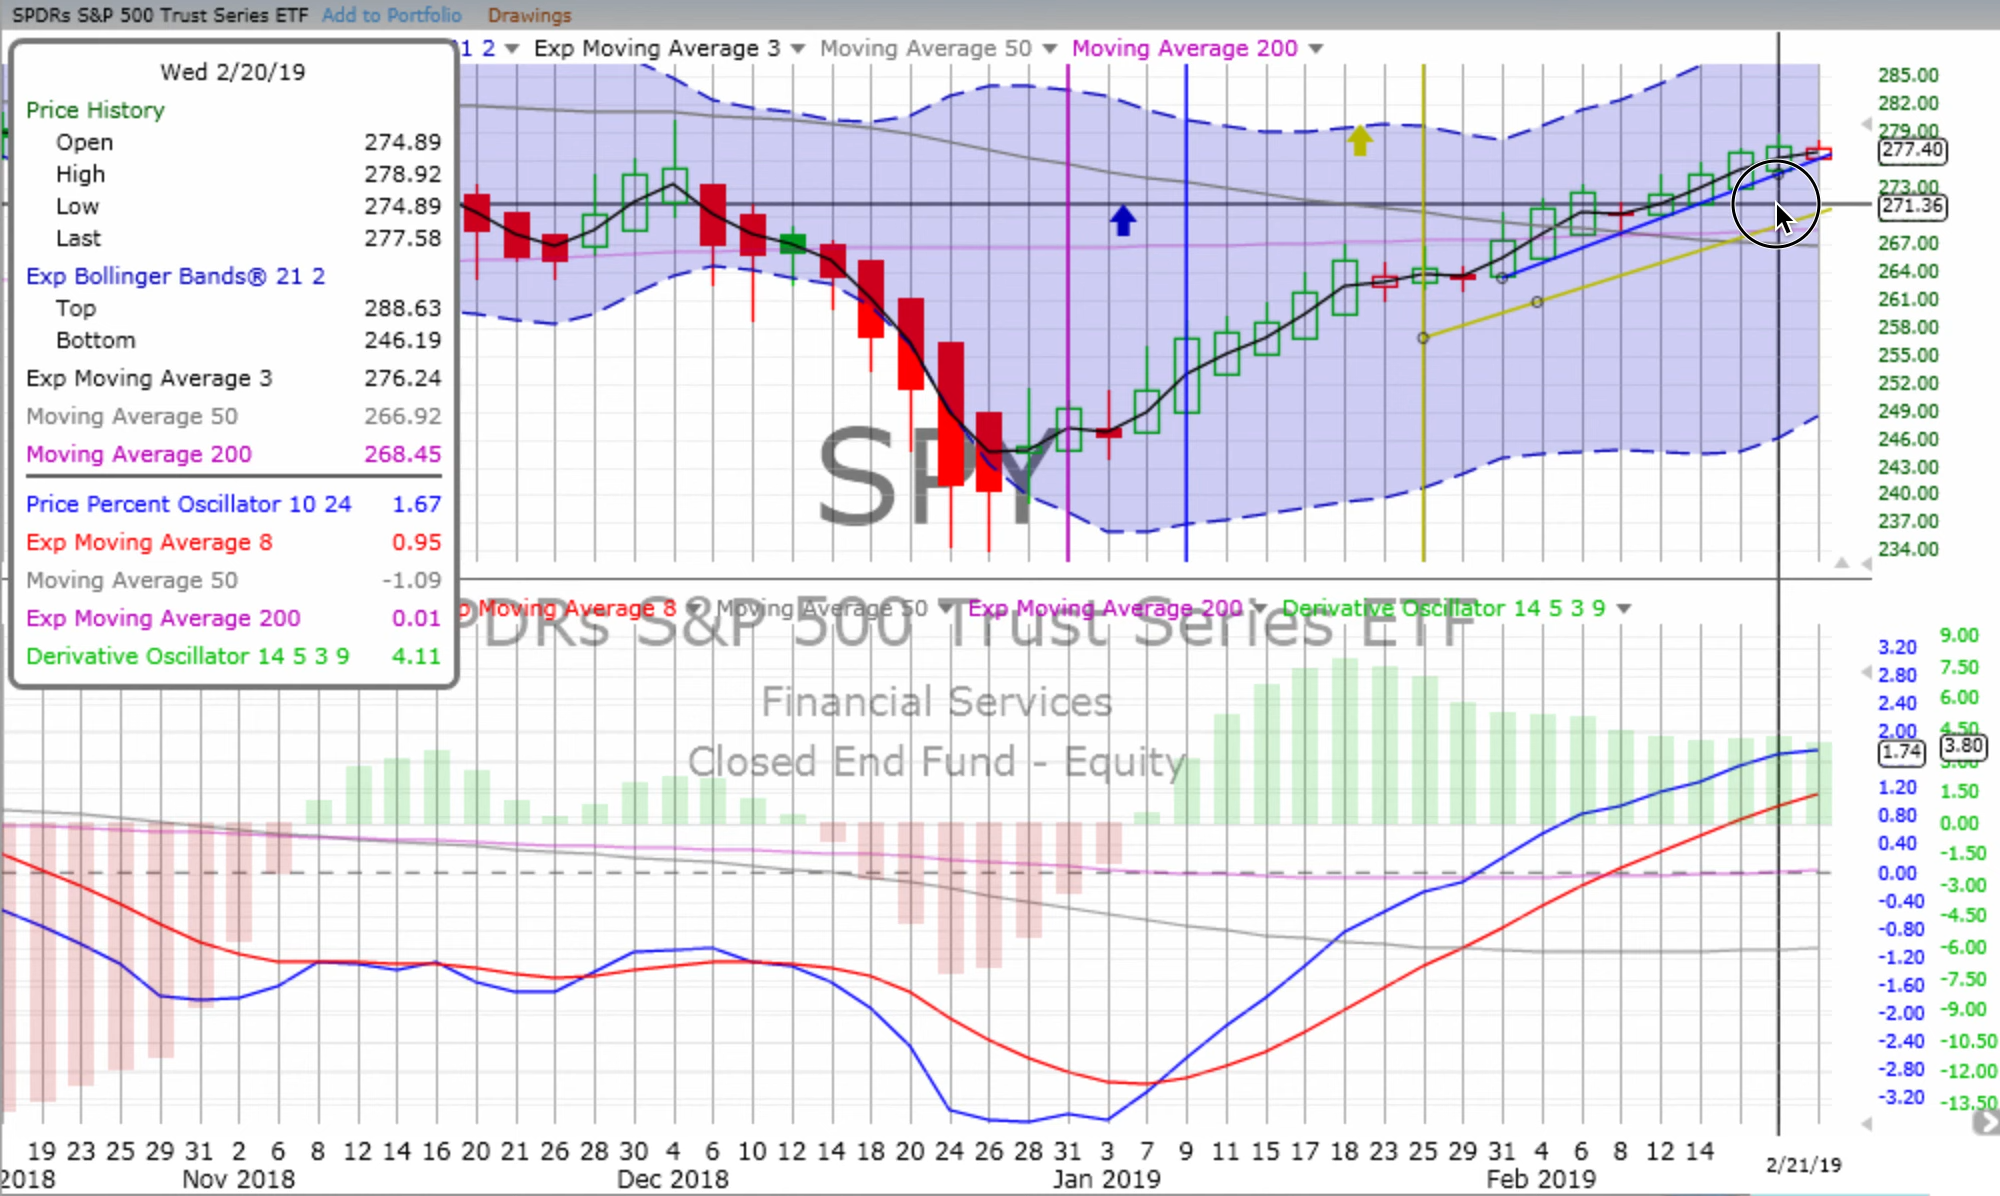 SPDRs S&P 500 Trust Series ETF Add to Portfolio Drawings
21 2 Exp Moving Average 3 Moving Average 50 Moving Average 200
Wed 2/20/19
Price History
Open 274.89
High 278.92
Low 274.89
Last 277.58
Exp Bollinger Bands® 21 2
Top 288.63
Bottom 246.19
Exp Moving Average 3 276.24
Moving Average 50 266.92
Moving Average 200 268.45
Price Percent Oscillator 10 24 1.67
Exp Moving Average 8 0.95
Moving Average 50 -1.09
Exp Moving Average 200 0.01
Derivative Oscillator 14 5 3 9 4.11
285.00
282.00
279.00
277.40
273.00
271.36
267.00
264.00
261.00
258.00
255.00
252.00
249.00
246.00
243.00
240.00
237.00
234.00
SPY
p Moving Average 8 Moving Average 50 Exp Moving Average 200 Derivative Oscillator 14 5 3 9
PDRs S&P 500 Trust Series ETF
Financial Services
Closed End Fund - Equity
3.20
2.80
2.40
2.00
1.74
1.20
0.80
0.40
0.00
-0.40
-0.80
-1.20
-1.60
-2.00
-2.40
-2.80
-3.20
9.00
7.50
6.00
4.50
3.80
3.00
1.50
0.00
-1.50
-3.00
-4.50
-6.00
-7.50
-9.00
-10.50
-12.00
-13.50
19 23 25 29 31 2 6 8 12 14 16 20 21 26 28 30 4 6 10 12 14 18 20 24 26 28 31 3 7 9 11 15 17 18 23 25 29 31 4 6 8 12 14 2/21/19
2018 Nov 2018 Dec 2018 Jan 2019 Feb 2019